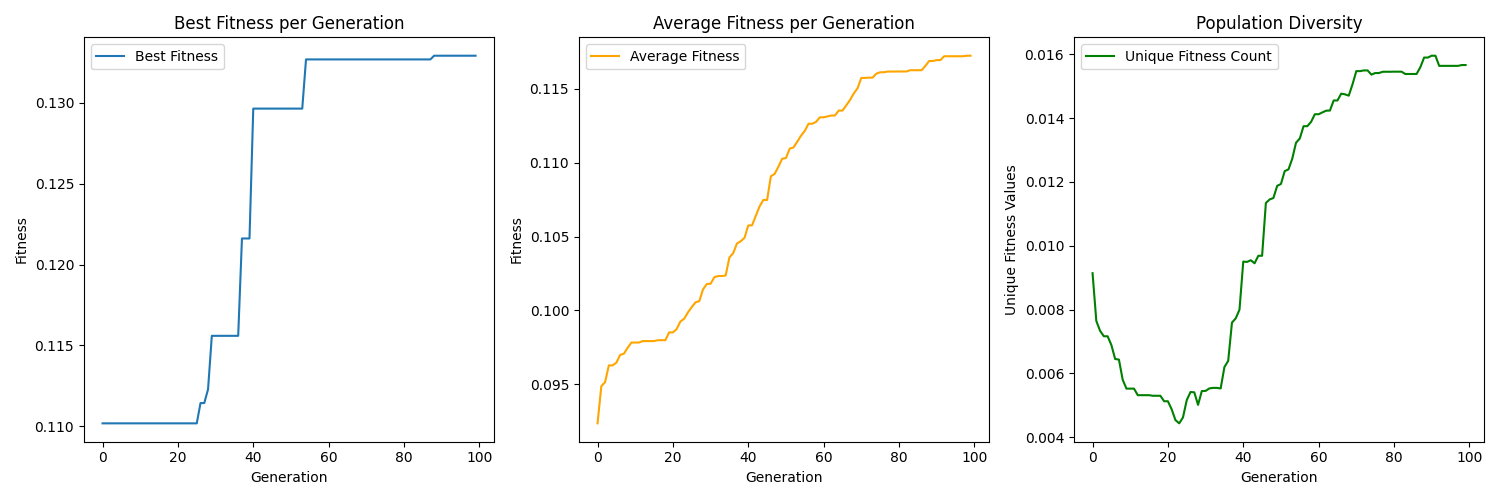 Best Fitness per Generation
Best Fitness
0.130
0.125
0.120
0.115
0.110
Fitness
0 20 40 60 80 100
Generation
Average Fitness per Generation
Average Fitness
0.115
0.110
0.105
0.100
0.095
Fitness
0 20 40 60 80 100
Generation
Population Diversity
Unique Fitness Count
0.016
0.014
0.012
0.010
0.008
0.006
0.004
Unique Fitness Values
0 20 40 60 80 100
Generation